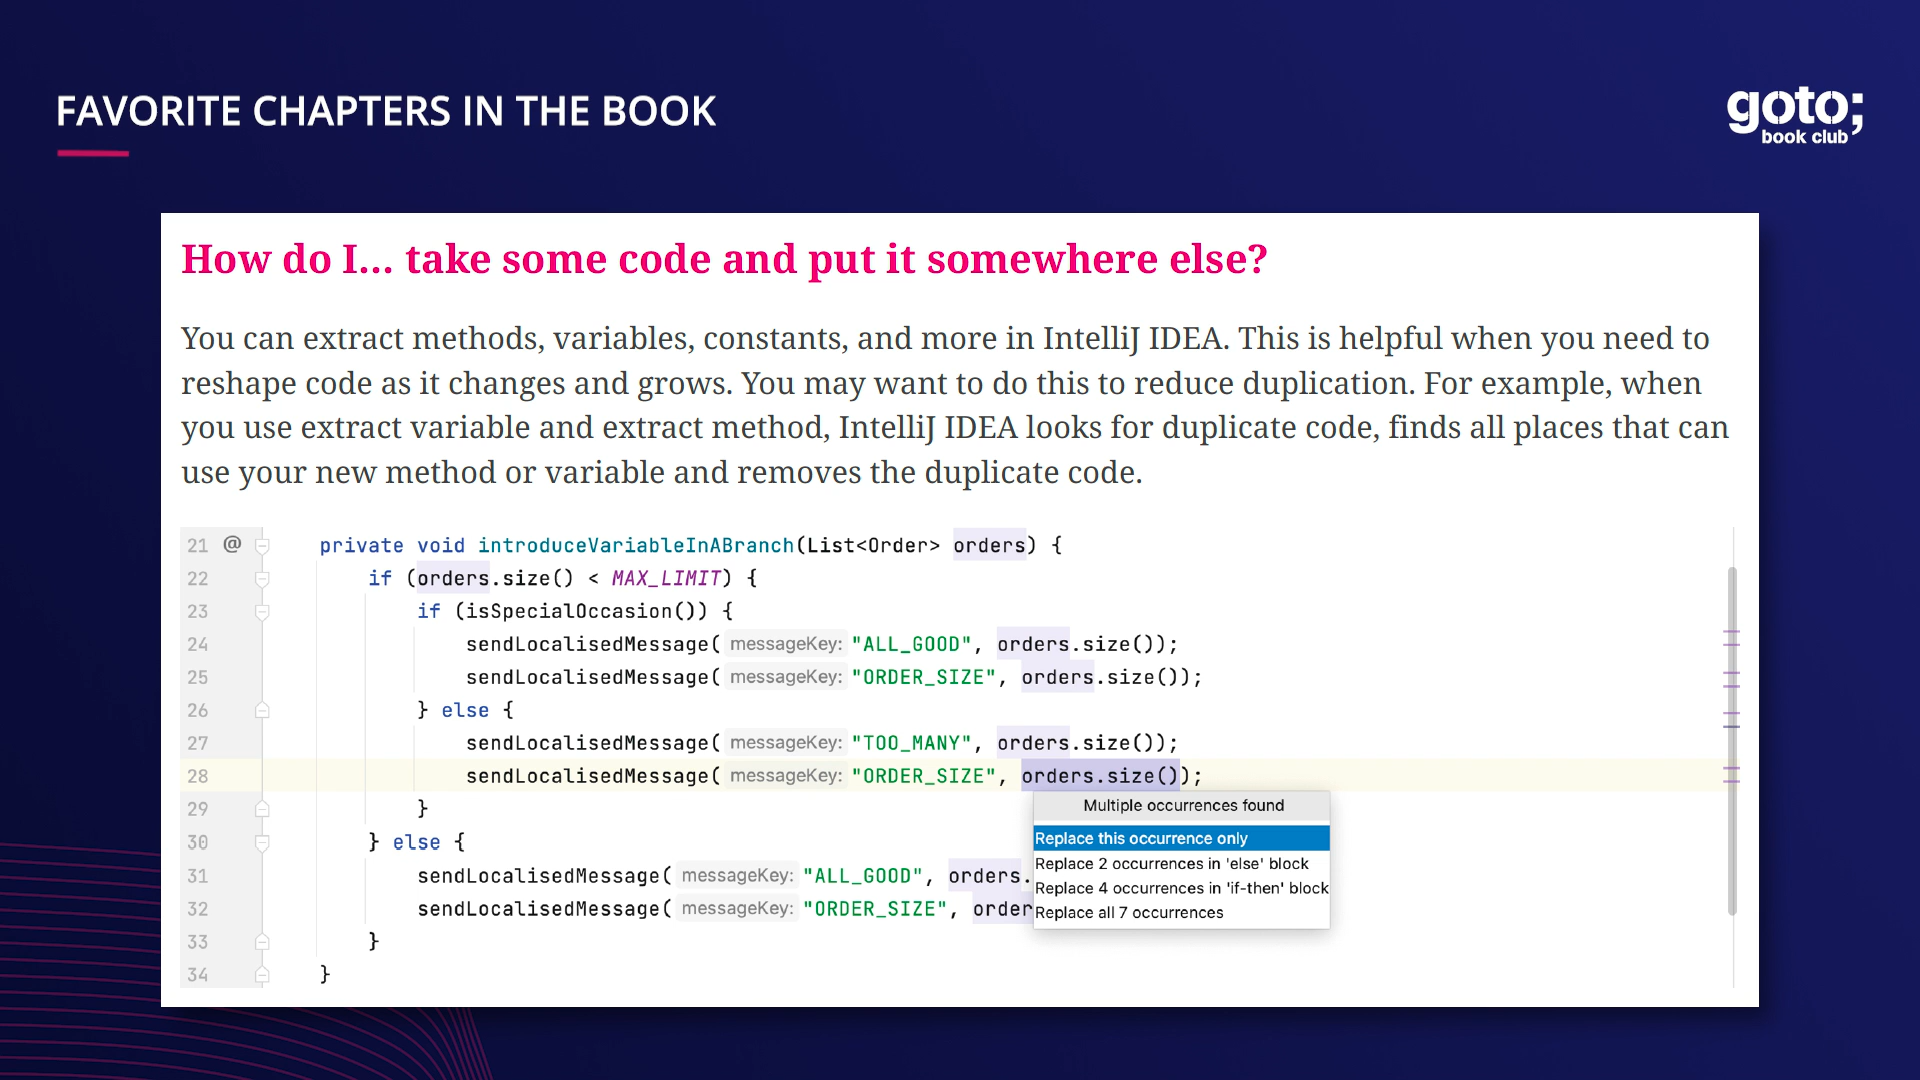 FAVORITE CHAPTERS IN THE BOOK
goto;
book club
How do I... take some code and put it somewhere else?
You can extract methods, variables, constants, and more in IntelliJ IDEA. This is helpful when you need to
reshape code as it changes and grows. You may want to do this to reduce duplication. For example, when
you use extract variable and extract method, IntelliJ IDEA looks for duplicate code, finds all places that can
use your new method or variable and removes the duplicate code.
21 @ private void introduceVariableInABranch(List<Order> orders) {
22 if (orders.size() < MAX_LIMIT) {
23 if (isSpecialOccasion()) {
24 sendLocalisedMessage( messageKey: "ALL_GOOD", orders.size());
25 sendLocalisedMessage( messageKey: "ORDER_SIZE", orders.size());
26 } else {
27 sendLocalisedMessage( messageKey: "TOO_MANY", orders.size());
28 sendLocalisedMessage( messageKey: "ORDER_SIZE", orders.size());
29 }
30 } else {
31 sendLocalisedMessage( messageKey: "ALL_GOOD", orders.
32 sendLocalisedMessage( messageKey: "ORDER_SIZE", order
33 }
34 }
Multiple occurrences found
Replace this occurrence only
Replace 2 occurrences in 'else' block
Replace 4 occurrences in 'if-then' block
Replace all 7 occurrences